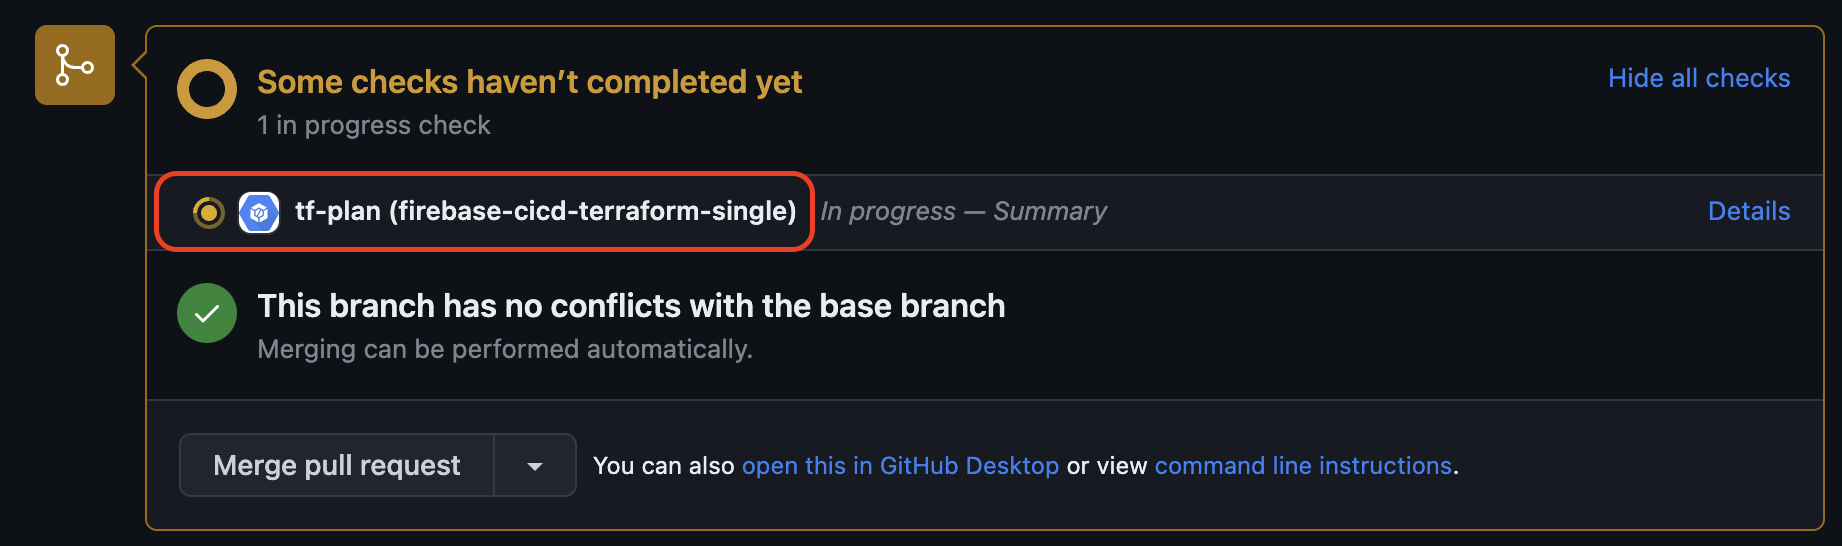 Some checks haven’t completed yet
Hide all checks
1 in progress check
tf-plan (firebase-cicd-terraform-single) In progress — Summary
Details
This branch has no conflicts with the base branch
Merging can be performed automatically.
Merge pull request
You can also open this in GitHub Desktop or view command line instructions.